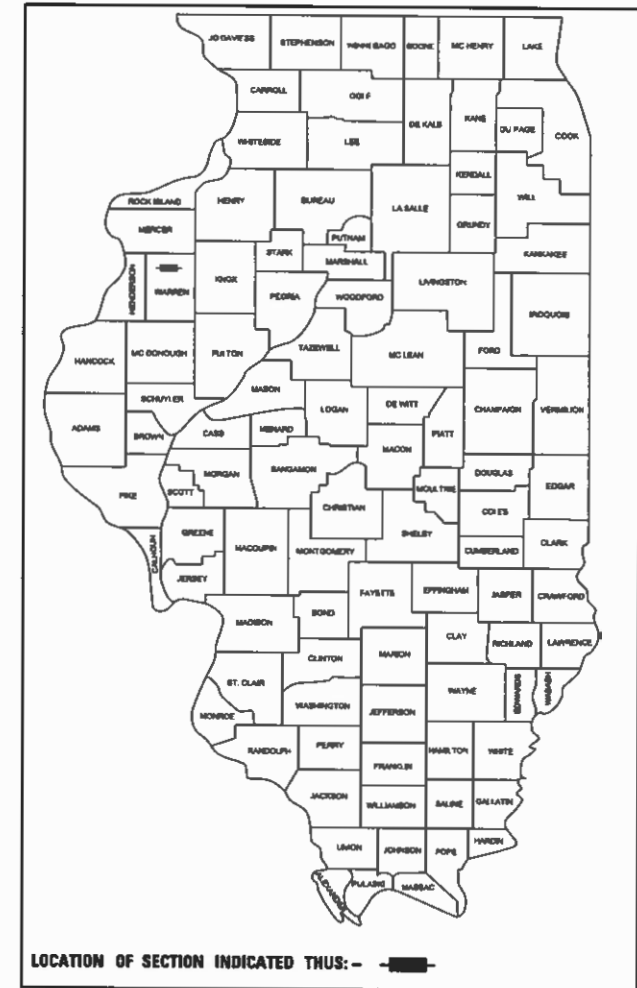 JO DAVIESS STEPHENSON WINNEBAGO BOONE MC HENRY LAKE
CARROLL OGLE DE KALB KANE DU PAGE COOK
WHITESIDE LEE
KENDALL WILL
ROCK ISLAND HENRY BUREAU LA SALLE
MERCER PUTNAM GRUNDY
STARK MARSHALL KANKAKEE
HENDERSON WARREN KNOX PEORIA WOODFORD LIVINGSTON
IROQUOIS
HANCOCK MC DONOUGH FULTON TAZEWELL MC LEAN FORD
SCHUYLER MASON LOGAN DE WITT CHAMPAIGN VERMILION
ADAMS BROWN CASS MENARD MACON PIATT
PIKE SCOTT MORGAN SANGAMON MOULTRIE DOUGLAS EDGAR
CHRISTIAN COLES
CALHOUN GREENE MACOUPIN MONTGOMERY SHELBY CUMBERLAND CLARK
JERSEY
FAYETTE EFFINGHAM JASPER CRAWFORD
MADISON BOND
CLAY RICHLAND LAWRENCE
CLINTON MARION
ST. CLAIR WAYNE EDWARDS WABASH
WASHINGTON JEFFERSON
MONROE
RANDOLPH PERRY HAMILTON WHITE
FRANKLIN
JACKSON WILLIAMSON SALINE GALLATIN
UNION JOHNSON POPE HARDIN
ALEXANDER PULASKI MASSAC
LOCATION OF SECTION INDICATED THUS: -